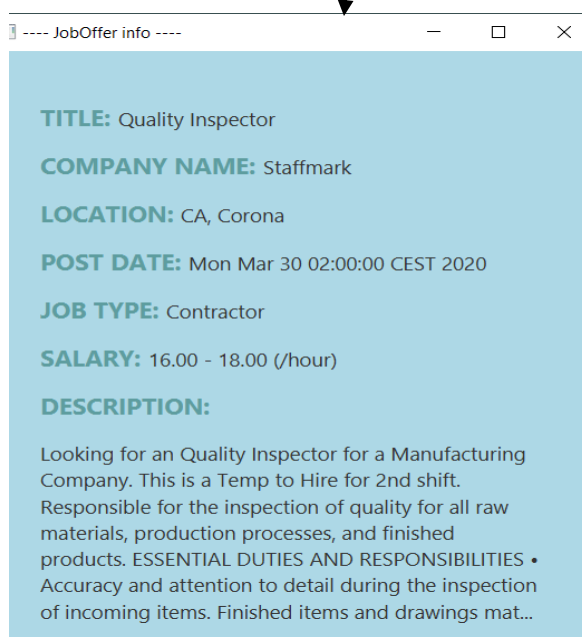 ---- JobOffer info ----
TITLE: Quality Inspector
COMPANY NAME: Staffmark
LOCATION: CA, Corona
POST DATE: Mon Mar 30 02:00:00 CEST 2020
JOB TYPE: Contractor
SALARY: 16.00 - 18.00 (/hour)
DESCRIPTION:
Looking for an Quality Inspector for a Manufacturing
Company. This is a Temp to Hire for 2nd shift.
Responsible for the inspection of quality for all raw
materials, production processes, and finished
products. ESSENTIAL DUTIES AND RESPONSIBILITIES •
Accuracy and attention to detail during the inspection
of incoming items. Finished items and drawings mat...